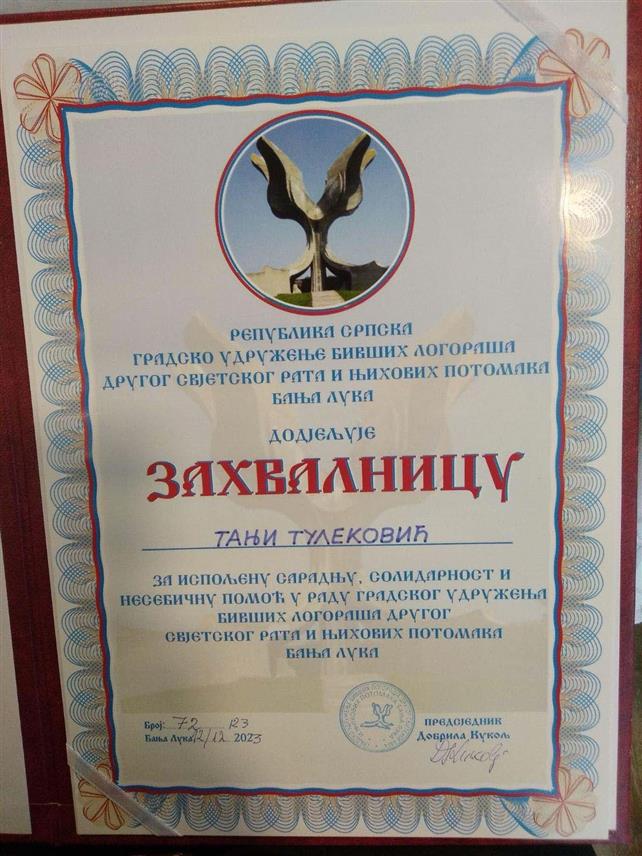 РЕПУБЛИКА СРПСКА
ГРАДСКО УДРУЖЕЊЕ БИВШИХ ЛОГОРАША
ДРУГОГ СВЈЕТСКОГ РАТА И ЊИХОВИХ ПОТОМАКА
БАЊА ЛУКА
ДОДЈЕЉУЈЕ
ЗАХВАЛНИЦУ
ТАЊИ ТУЛЕКОВИЋ
ЗА ИСПОЉЕНУ САРАДЊУ, СОЛИДАРНОСТ И
НЕСЕБИЧНУ ПОМОЋ У РАДУ ГРАДСКОГ УДРУЖЕЊА
БИВШИХ ЛОГОРАША ДРУГОГ
СВЈЕТСКОГ РАТА И ЊИХОВИХ ПОТОМАКА
БАЊА ЛУКА
Број: 72
Бања Лука 12/12 2023
ПРЕДСЈЕДНИК
Добрила Кукољ